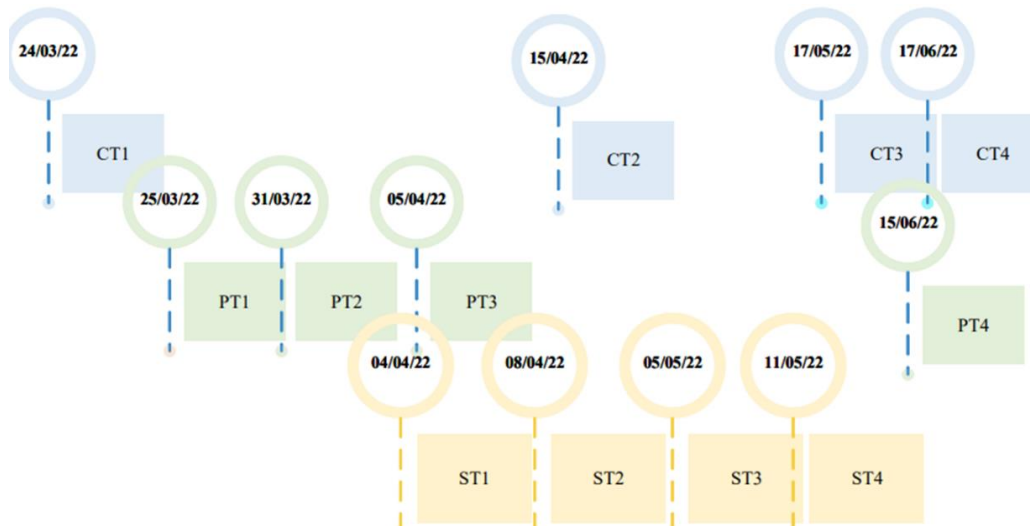 24/03/22
15/04/22
17/05/22
17/06/22
CT1
CT2
CT3
CT4
25/03/22
31/03/22
05/04/22
15/06/22
PT1
PT2
PT3
PT4
04/04/22
08/04/22
05/05/22
11/05/22
ST1
ST2
ST3
ST4